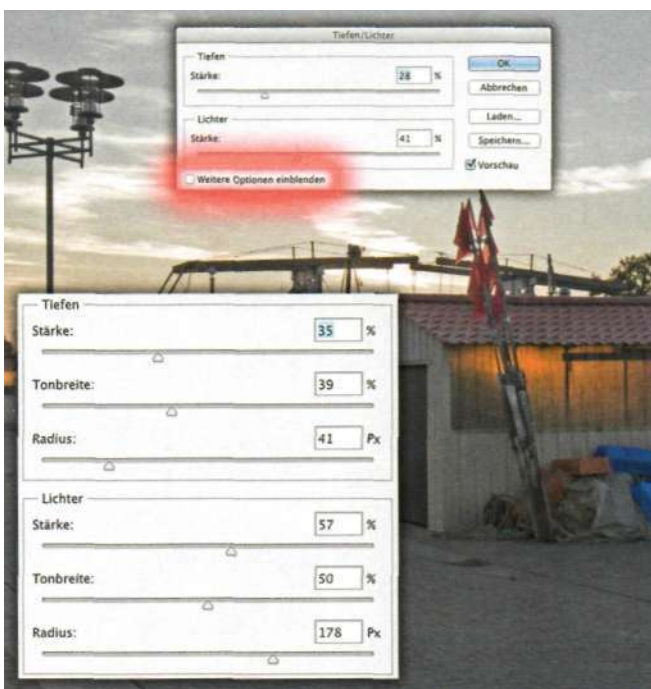 Tiefen/Lichter
Tiefen
Stärke: 28 %
Lichter
Stärke: 41 %
Weitere Optionen einblenden
OK
Abbrechen
Laden...
Speichern...
Vorschau
Tiefen
Stärke: 35 %
Tonbreite: 39 %
Radius: 41 Px
Lichter
Stärke: 57 %
Tonbreite: 50 %
Radius: 178 Px